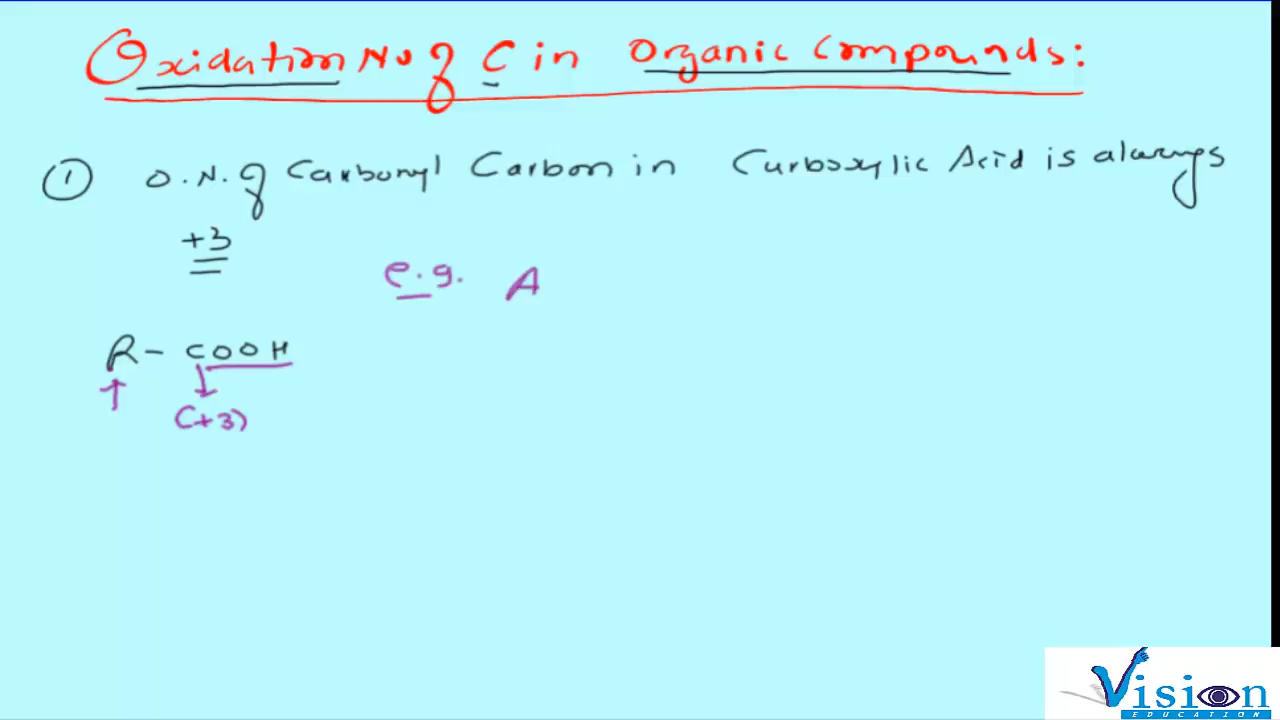 Oxidation No of C in Organic Compounds:
① O.N. of Carbonyl Carbon in Carboxylic Acid is always
+3
e.g. A
R - COOH
(+3)
Vision
EDUCATION